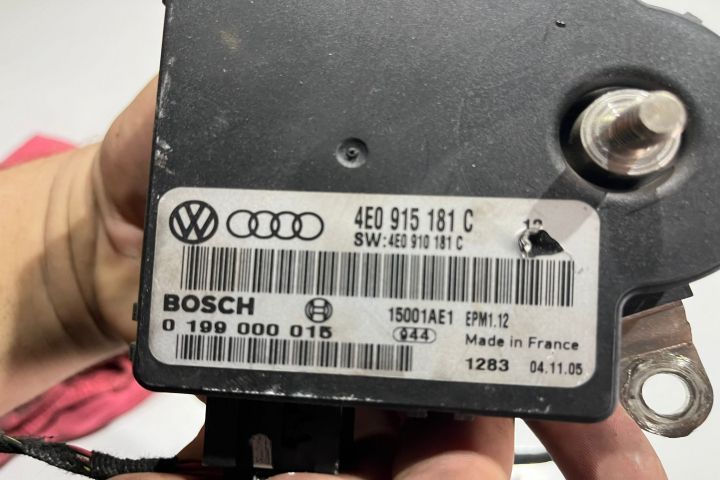 4E0 915 181 C
SW:4E0 910 181 C
BOSCH 15001AE1 EPM1.12
0 199 000 015 944 Made in France
1283 04.11.05